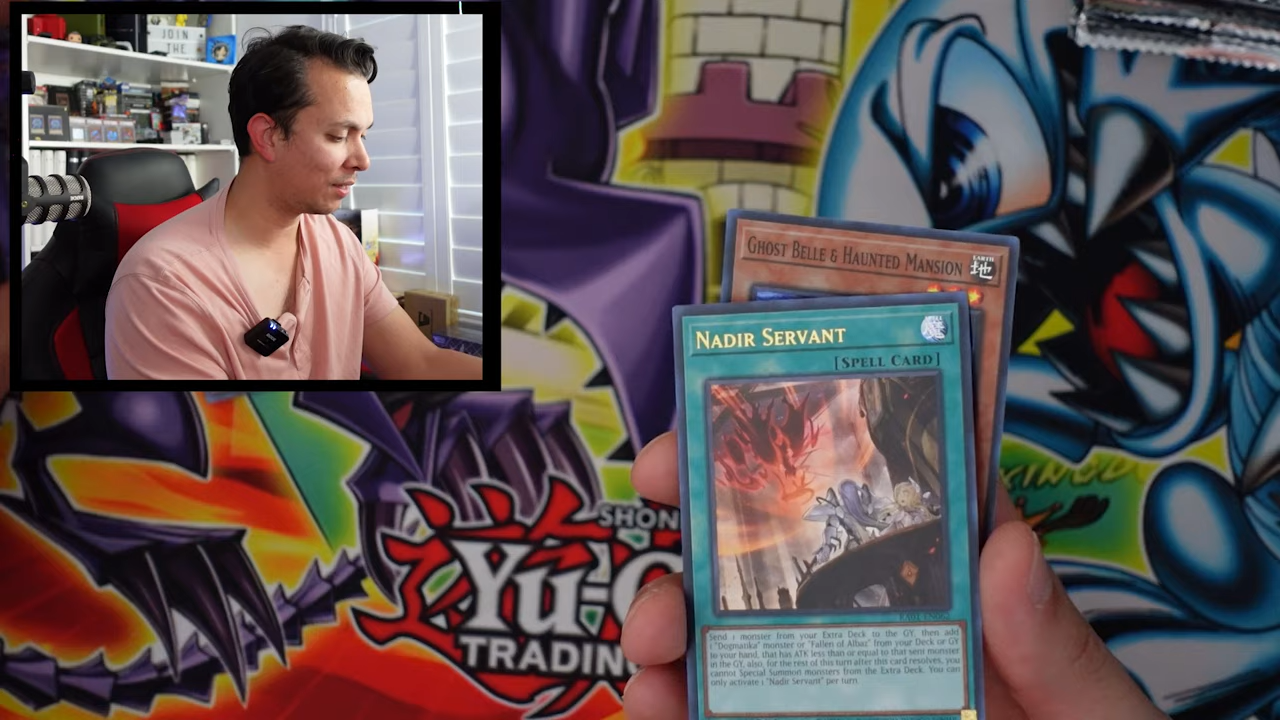 JOIN
THE
GHOST BELLE & HAUNTED MANSION
EARTH
地
NADIR SERVANT
SPELL
[SPELL CARD]
Send 1 monster from your Extra Deck to the GY, then add
1 "Dogmatika" monster or "Fallen of Albaz" from your Deck or GY
to your hand, that has ATK less than or equal to that sent monster
in the GY, also, for the rest of this turn after this card resolves, you
cannot Special Summon monsters from the Extra Deck. You can
only activate 1 "Nadir Servant" per turn.
SHON
YU-G
TRADING